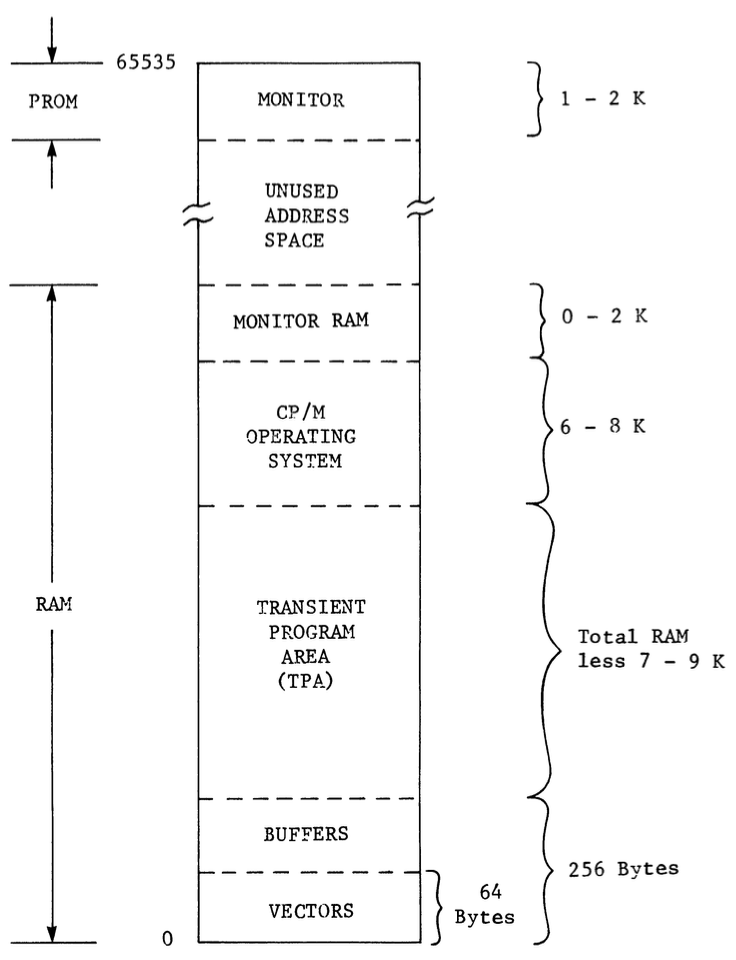 65535
PROM
MONITOR
1 - 2 K
UNUSED
ADDRESS
SPACE
MONITOR RAM
0 - 2 K
CP/M
OPERATING
SYSTEM
6 - 8 K
RAM
TRANSIENT
PROGRAM
AREA
(TPA)
Total RAM
less 7 - 9 K
BUFFERS
256 Bytes
VECTORS
64
Bytes
0